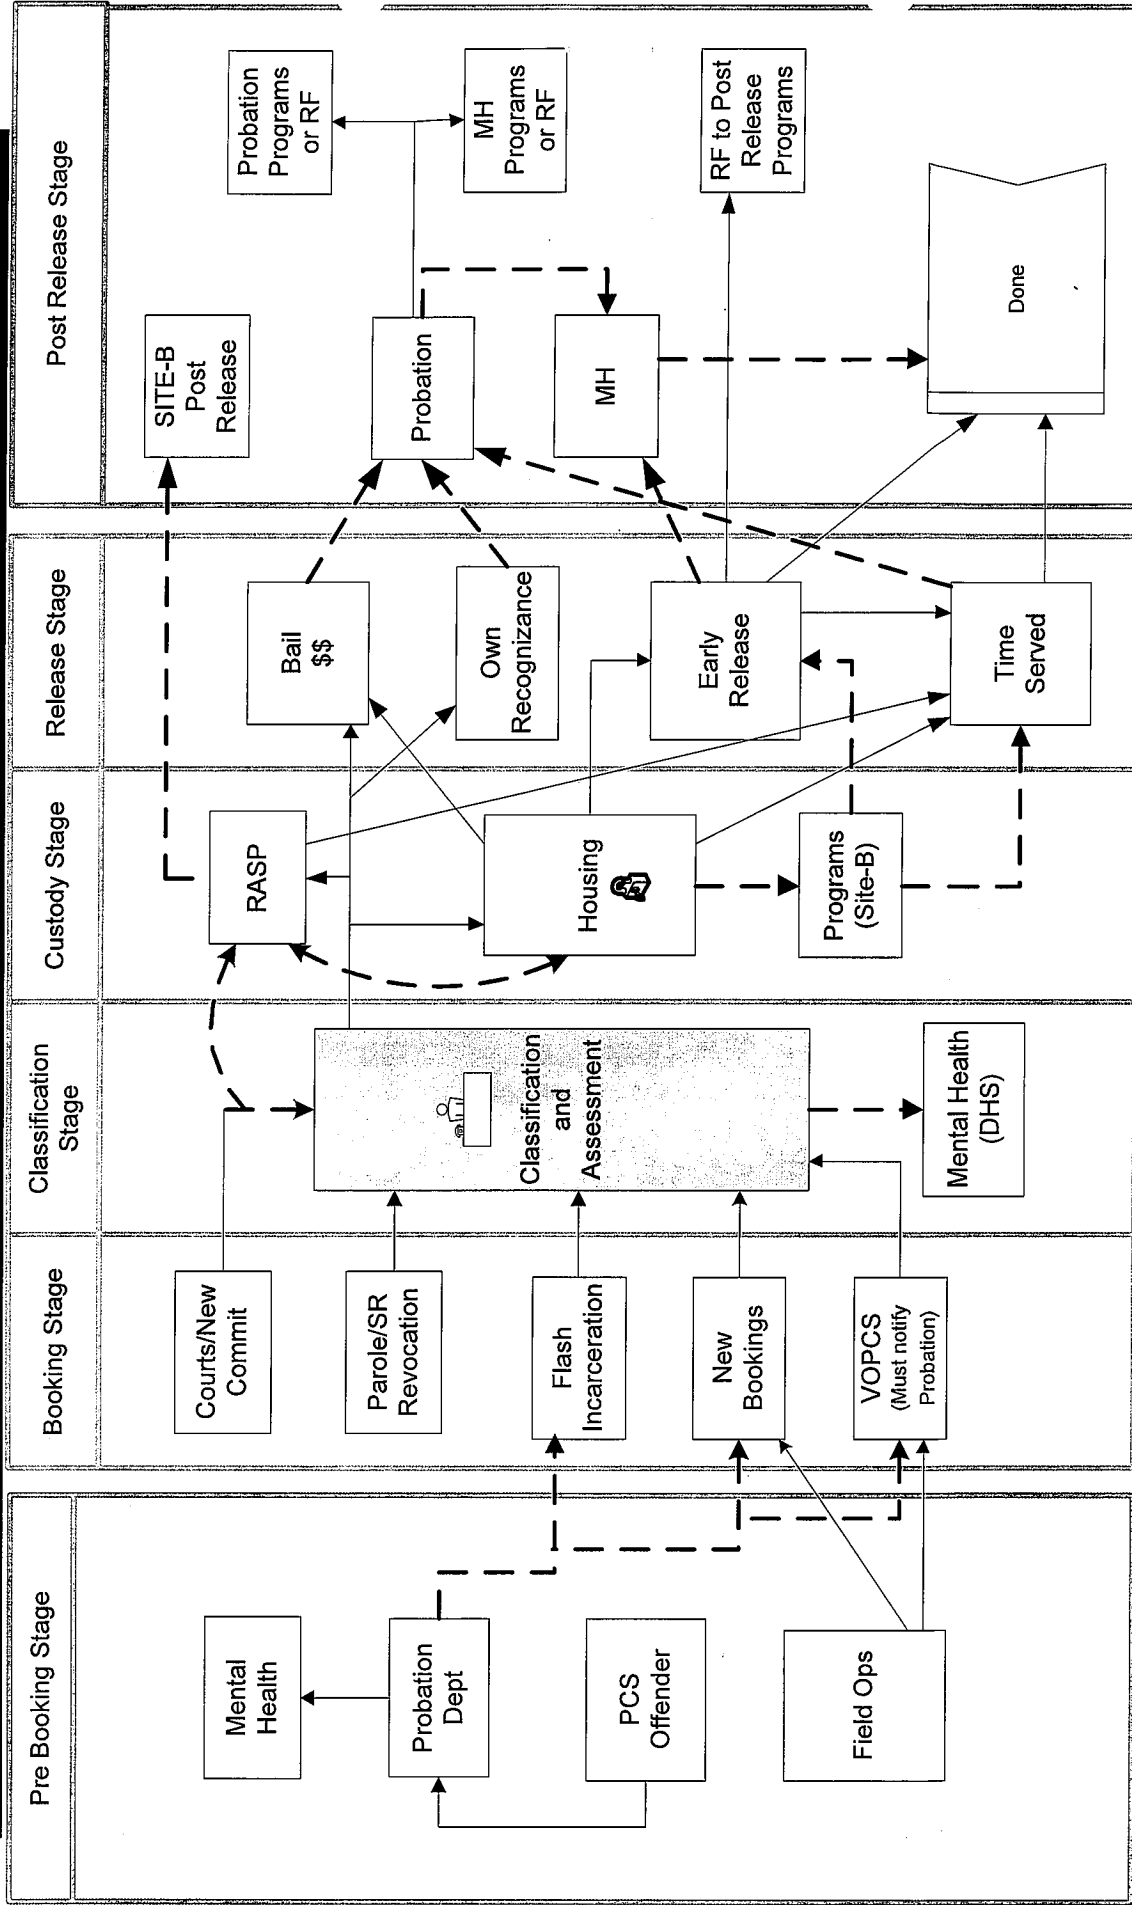 Pre Booking Stage
Mental
Health
Probation
Dept
PCS
Offender
Field Ops
Booking Stage
Courts/New
Commit
Parole/SR
Revocation
Flash
Incarceration
New
Bookings
VOPCS
(Must notify
Probation)
Classification
Stage
Classification
and
Assessment
Mental Health
(DHS)
Custody Stage
RASP
Housing
Programs
(Site-B)
Release Stage
Bail
$$
Own
Recognizance
Early
Release
Time
Served
Post Release Stage
SITE-B
Post
Release
Probation
MH
Probation
Programs
or RF
MH
Programs
or RF
RF to Post
Release
Programs
Done